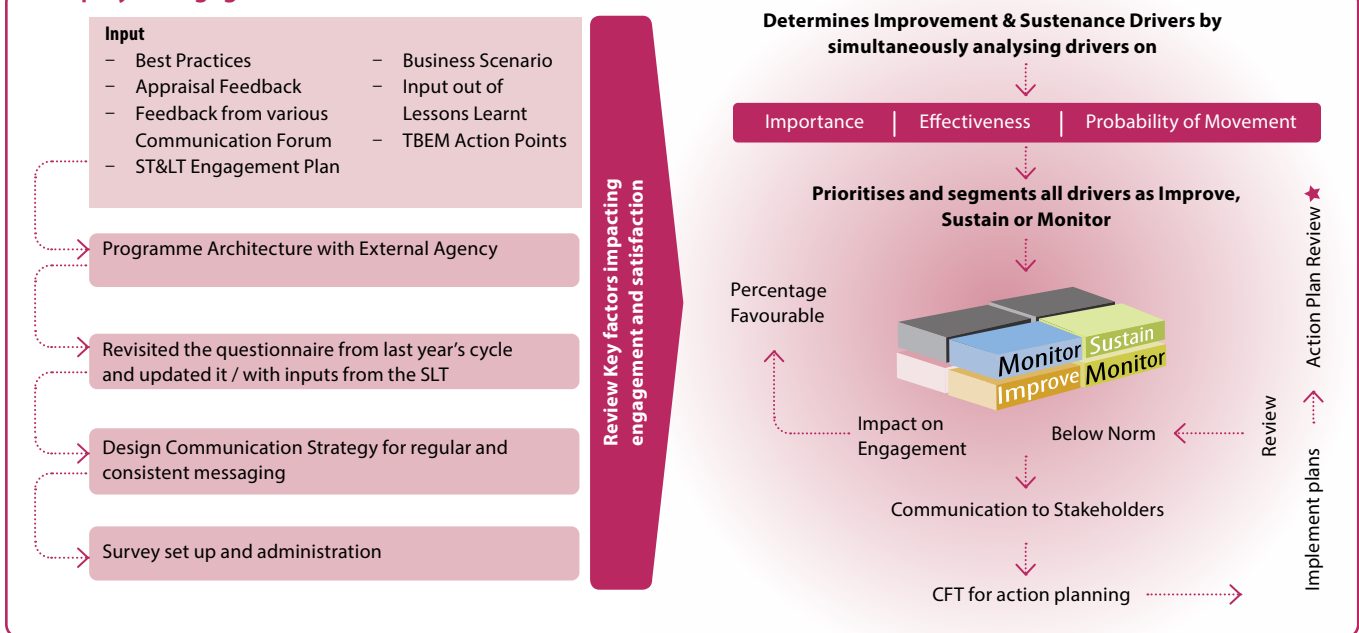 Input
– Best Practices
– Appraisal Feedback
– Feedback from various
Communication Forum
– ST&LT Engagement Plan
– Business Scenario
– Input out of
Lessons Learnt
– TBEM Action Points
Programme Architecture with External Agency
Revisited the questionnaire from last year's cycle
and updated it / with inputs from the SLT
Design Communication Strategy for regular and
consistent messaging
Survey set up and administration
Review Key factors impacting
engagement and satisfaction
Determines Improvement & Sustenance Drivers by
simultaneously analysing drivers on
Importance | Effectiveness | Probability of Movement
Prioritises and segments all drivers as Improve,
Sustain or Monitor
Percentage
Favourable
Monitor
Sustain
Improve
Monitor
Impact on
Engagement
Below Norm
Review
Communication to Stakeholders
CFT for action planning
Implement plans
Action Plan Review